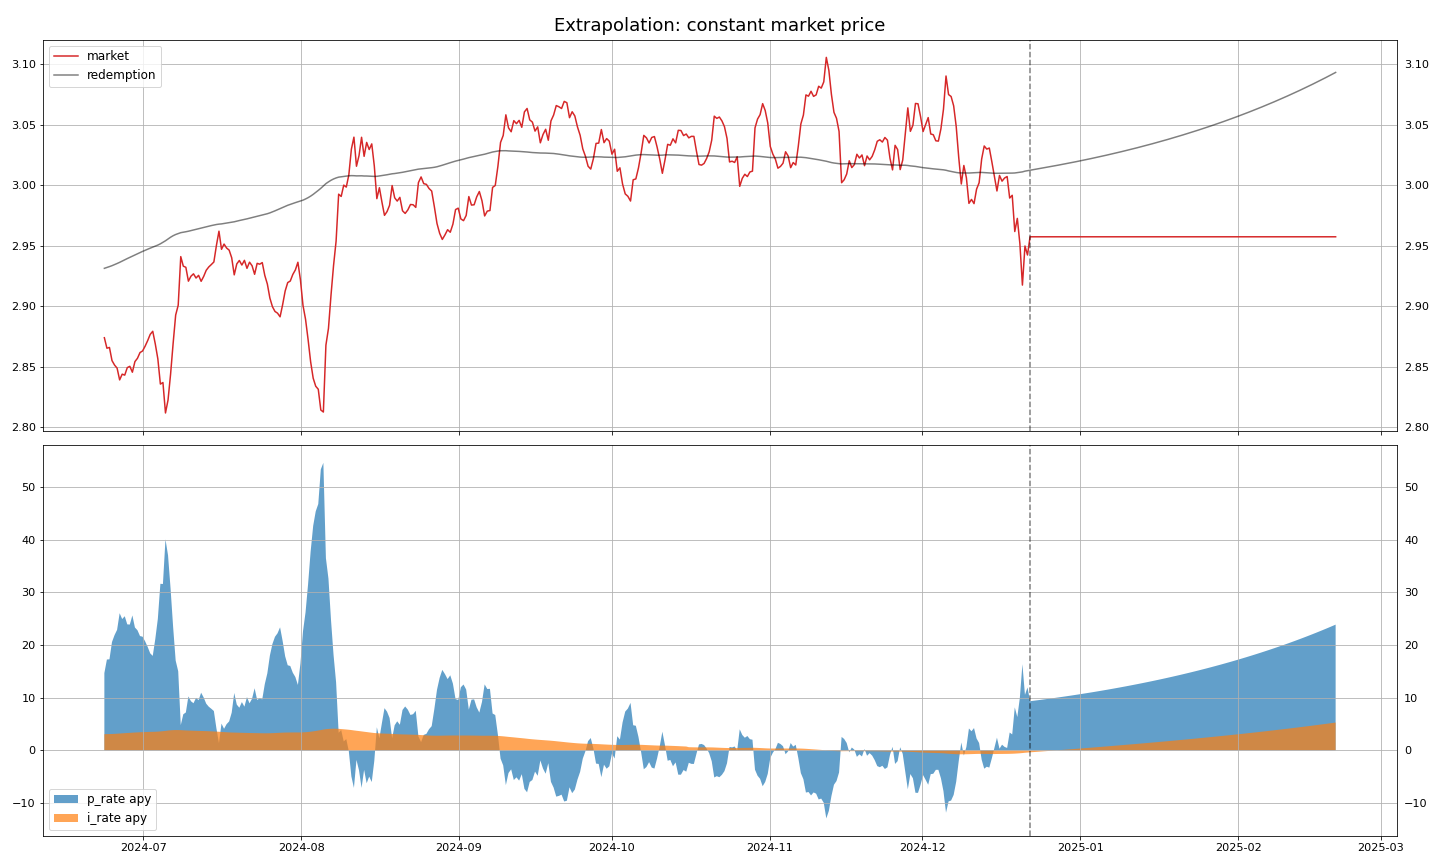 Extrapolation: constant market price
market
redemption
3.10 3.10
3.05 3.05
3.00 3.00
2.95 2.95
2.90 2.90
2.85 2.85
2.80 2.80
50 50
40 40
30 30
20 20
10 10
0 0
−10 −10
p_rate apy
i_rate apy
2024-07 2024-08 2024-09 2024-10 2024-11 2024-12 2025-01 2025-02 2025-03